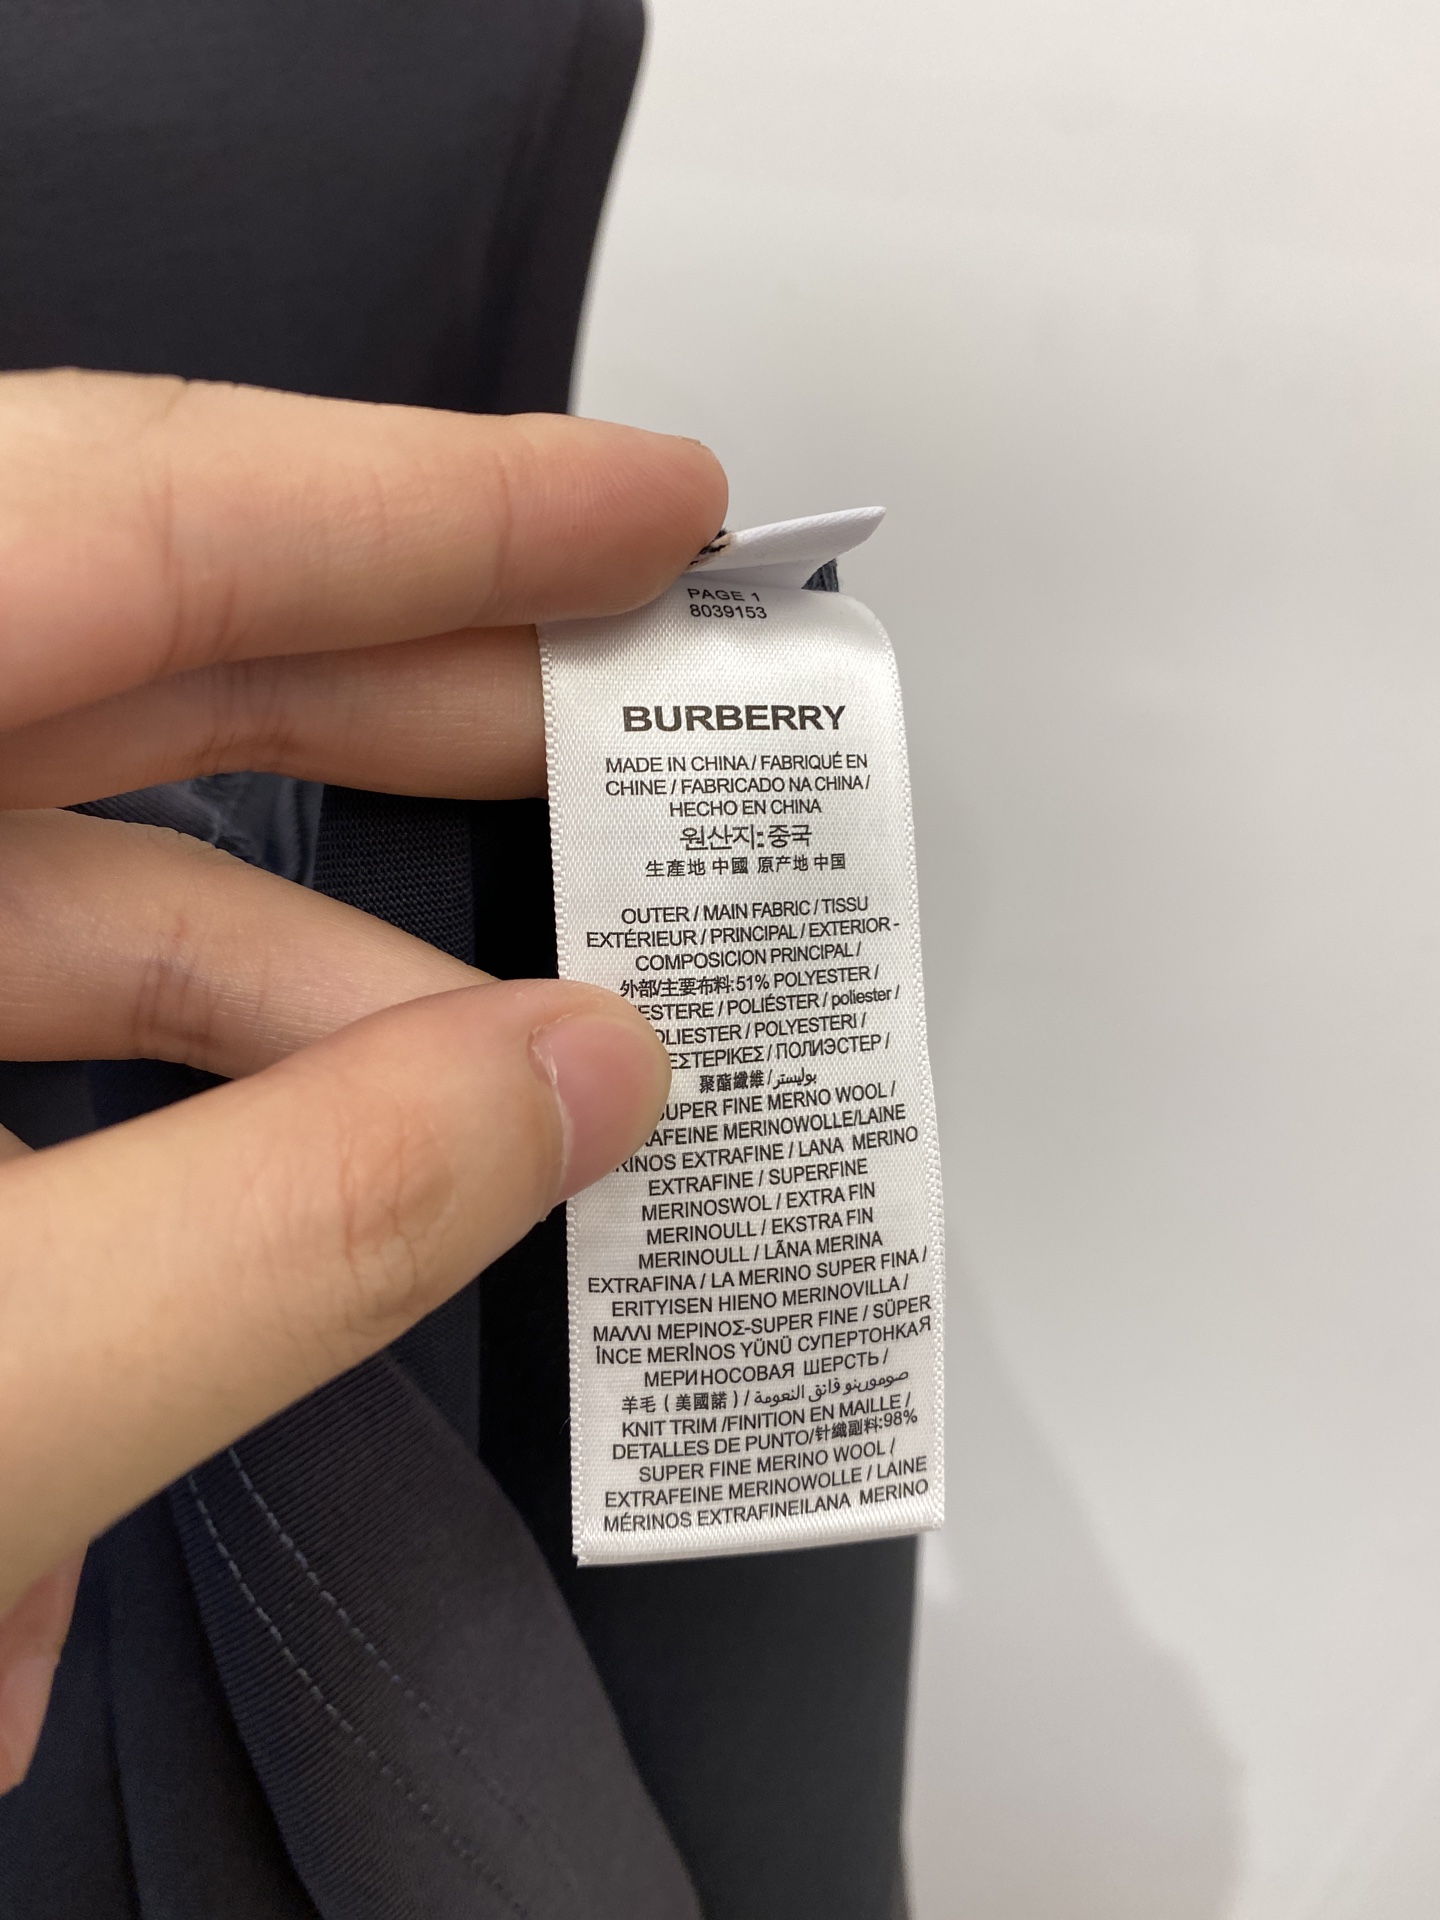 PAGE 1
8039153
BURBERRY
MADE IN CHINA / FABRIQUÉ EN
CHINE / FABRICADO NA CHINA /
HECHO EN CHINA
원산지:중국
生產地 中國 原产地 中国
OUTER / MAIN FABRIC / TISSU
EXTÉRIEUR / PRINCIPAL / EXTERIOR -
COMPOSICION PRINCIPAL /
外部/主要布料:51% POLYESTER /
ESTERE / POLIÉSTER / poliester /
OLIESTER / POLYESTERI /
ΕΣΤΕΡΙΚΕΣ / ПОЛИЭСТЕР /
聚酯纖維 / بوليستر
SUPER FINE MERNO WOOL /
AFEINE MERINOWOLLE/LAINE
RINOS EXTRAFINE / LANA MERINO
EXTRAFINE / SUPERFINE
MERINOSWOL / EXTRA FIN
MERINOULL / EKSTRA FIN
MERINOULL / LÃNA MERINA
EXTRAFINA / LA MERINO SUPER FINA /
ERITYISEN HIENO MERINOVILLA /
ΜΑΛΛΙ ΜΕΡΙΝΟΣ-SUPER FINE / SÜPER
İNCE MERİNOS YÜNÜ СУПЕРТОНКАЯ
МЕРИНОСОВАЯ ШЕРСТЬ /
羊毛 ( 美國諾 ) / صومورينو فانق النعومة
KNIT TRIM /FINITION EN MAILLE /
DETALLES DE PUNTO/針織副料:98%
SUPER FINE MERINO WOOL /
EXTRAFEINE MERINOWOLLE / LAINE
MÉRINOS EXTRAFINEILANA MERINO